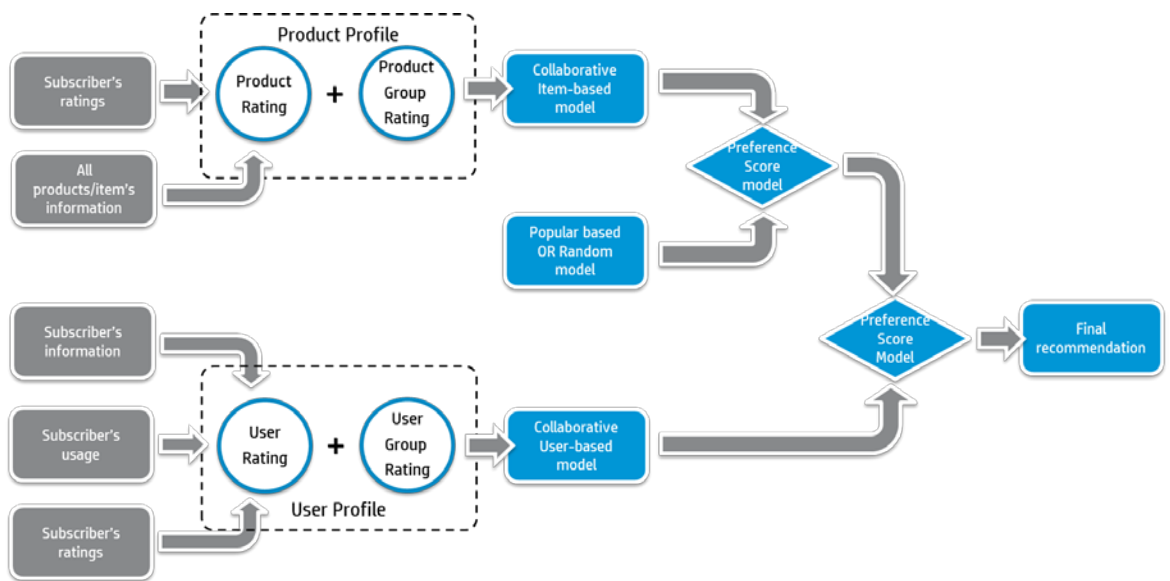 Product Profile
Subscriber's
ratings
Product
Rating
+
Product
Group
Rating
Collaborative
Item-based
model
All
products/item's
information
Preference
Score
model
Popular based
OR Random
model
Subscriber's
information
Preference
Score
Model
Final
recommendation
Subscriber's
usage
User
Rating
+
User
Group
Rating
Collaborative
User-based
model
User Profile
Subscriber's
ratings